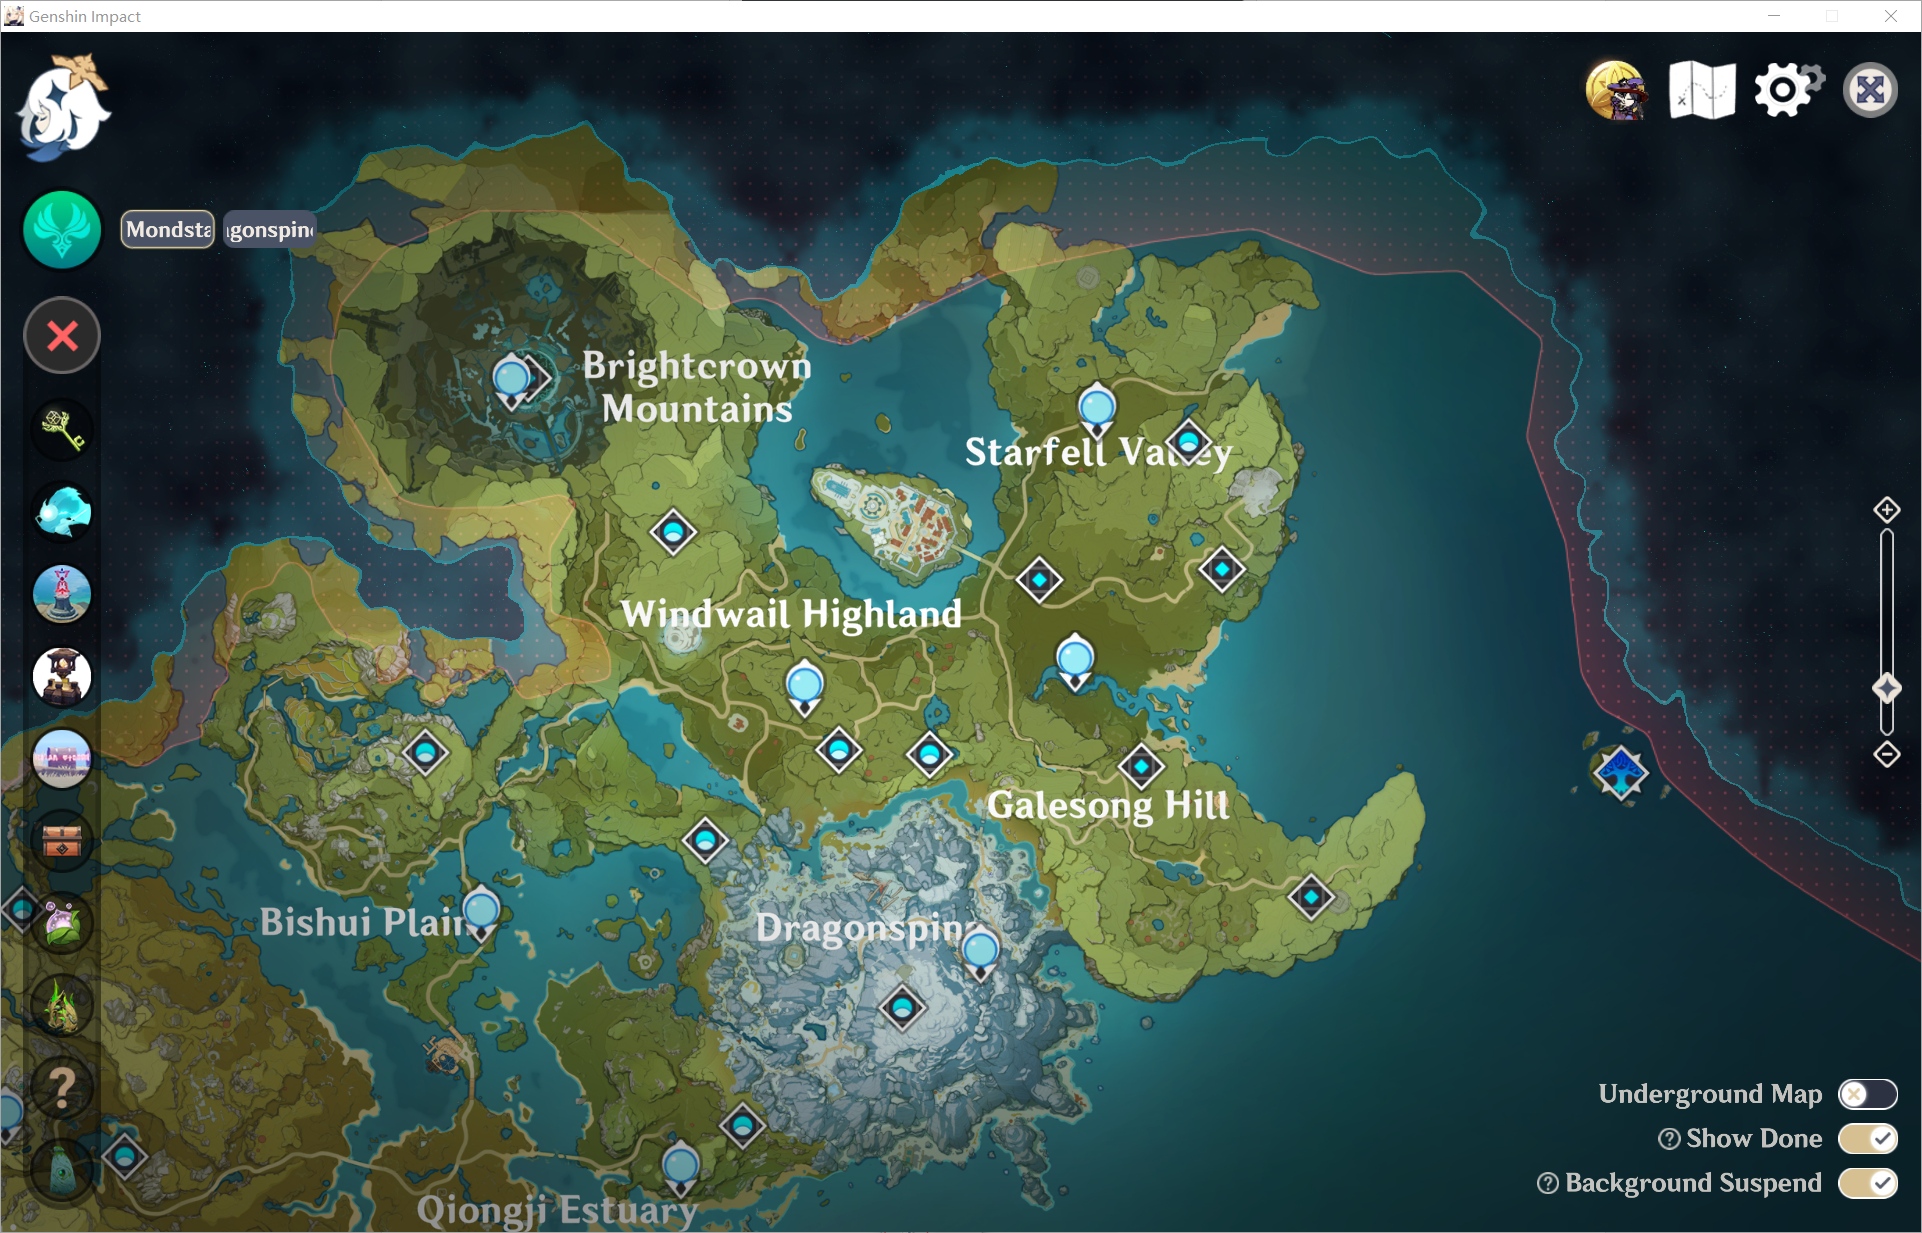 Genshin Impact
Mondsta
gonspin
Brightcrown
Mountains
Starfell Valley
Windwail Highland
Galesong Hill
Bishui Plain
Dragonspine
Underground Map
Show Done
Background Suspend
Qiongji Estuary